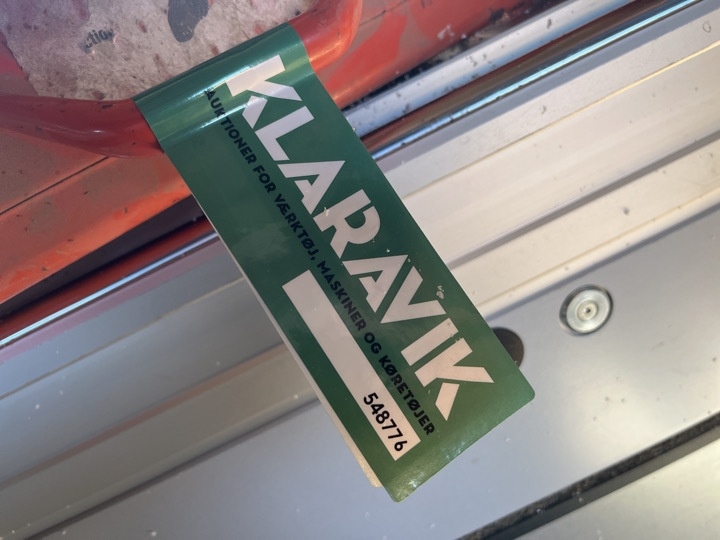 KLARAVIK
AUKTIONER FOR VÆRKTØJ, MASKINER OG KØRETØJER
548776